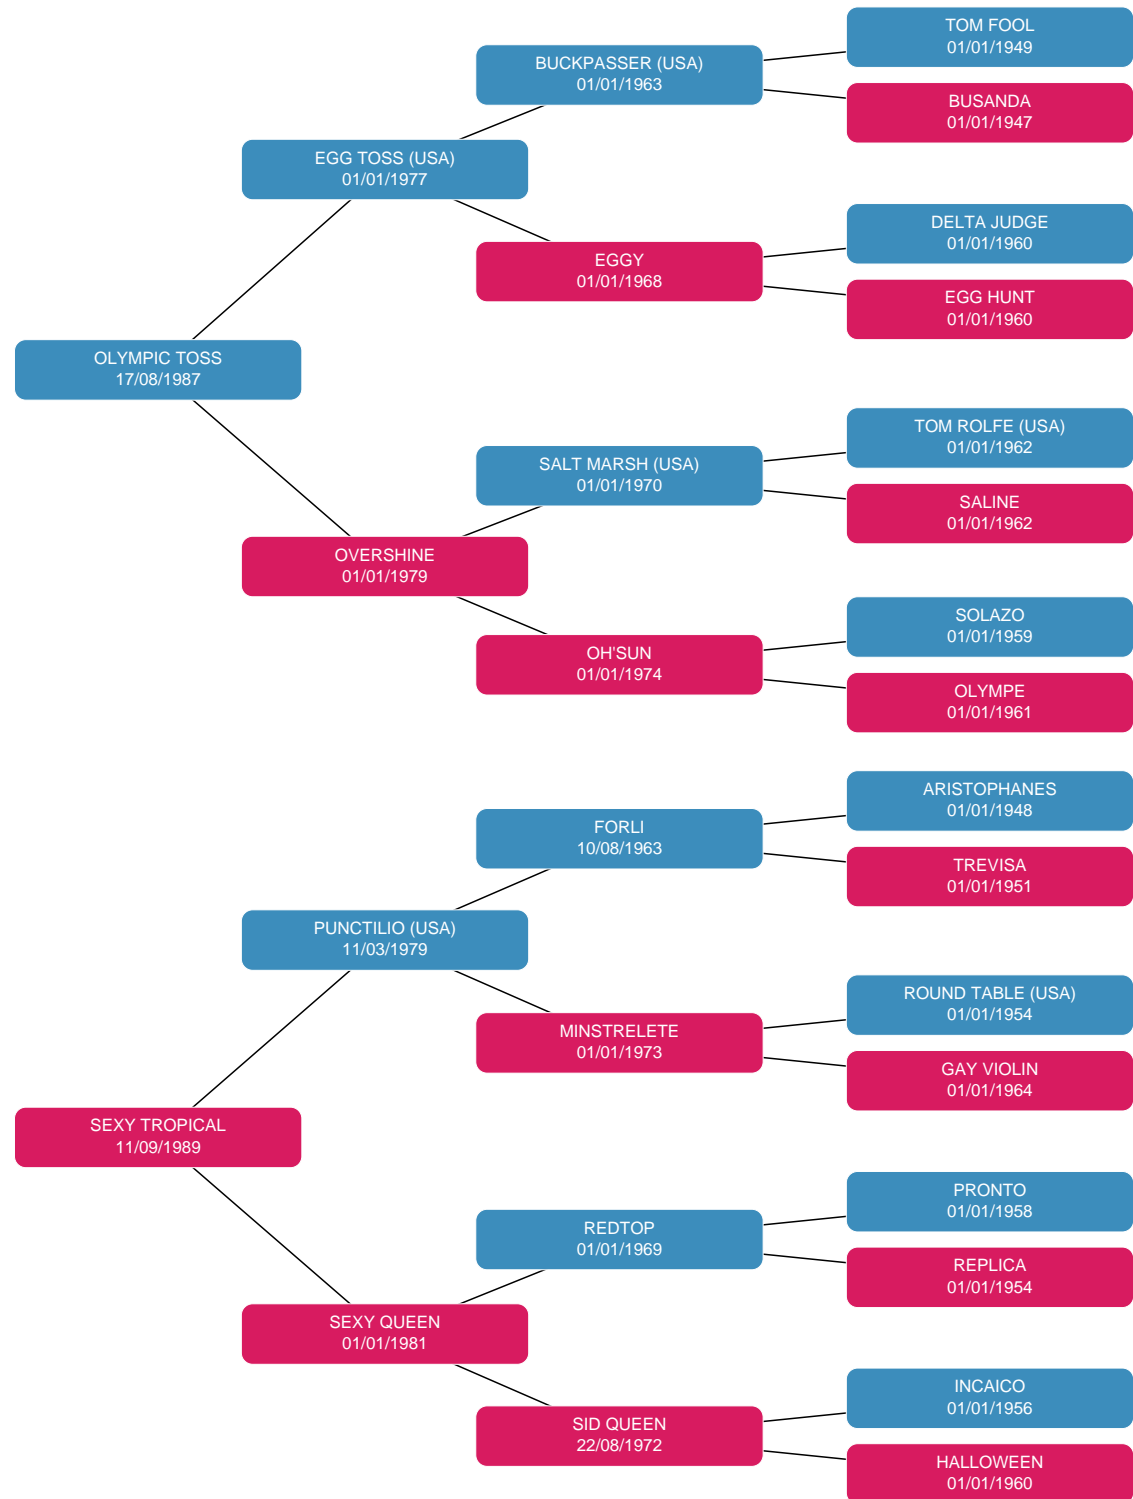 TOM FOOL
01/01/1949
BUCKPASSER (USA)
01/01/1963
BUSANDA
01/01/1947
EGG TOSS (USA)
01/01/1977
DELTA JUDGE
01/01/1960
EGGY
01/01/1968
EGG HUNT
01/01/1960
OLYMPIC TOSS
17/08/1987
TOM ROLFE (USA)
01/01/1962
SALT MARSH (USA)
01/01/1970
SALINE
01/01/1962
OVERSHINE
01/01/1979
SOLAZO
01/01/1959
OH'SUN
01/01/1974
OLYMPE
01/01/1961
ARISTOPHANES
01/01/1948
FORLI
10/08/1963
TREVISA
01/01/1951
PUNCTILIO (USA)
11/03/1979
ROUND TABLE (USA)
01/01/1954
MINSTRELETE
01/01/1973
GAY VIOLIN
01/01/1964
SEXY TROPICAL
11/09/1989
PRONTO
01/01/1958
REDTOP
01/01/1969
REPLICA
01/01/1954
SEXY QUEEN
01/01/1981
INCAICO
01/01/1956
SID QUEEN
22/08/1972
HALLOWEEN
01/01/1960